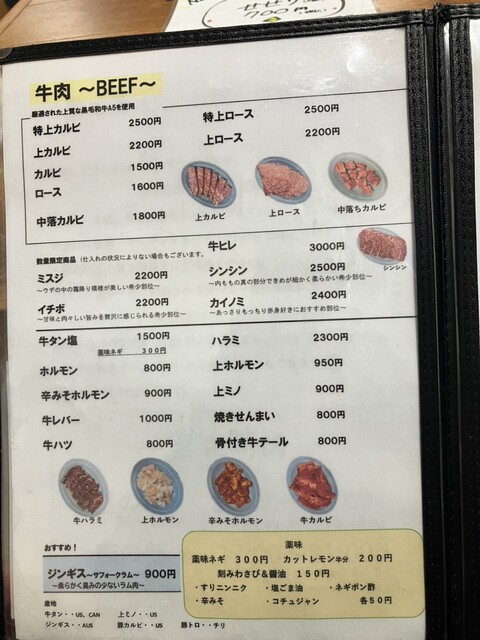 700円
牛肉 ～BEEF～
厳選された上質な黒毛和牛A5を使用
特上カルビ 2500円
特上ロース 2500円
上カルビ 2200円
上ロース 2200円
カルビ 1500円
ロース 1600円
中落カルビ 1800円
上カルビ
上ロース
中落ちカルビ
数量限定商品（仕入れの状況によりない場合もございます。
牛ヒレ 3000円
ミスジ 2200円
～ウデの中の霜降り模様が美しい希少部位～
シンシン 2500円
～内ももの真の部分できめが細かく柔らかい希少部位～
シンシン
イチボ 2200円
～甘味と肉々しい旨みを贅沢に感じられる希少部位～
カイノミ 2400円
～あっさりもっちり赤身好きにおすすめ部位～
牛タン塩 1500円
薬味ネギ 300円
ハラミ 2300円
ホルモン 800円
上ホルモン 950円
辛みそホルモン 900円
上ミノ 900円
牛レバー 1000円
焼きせんまい 800円
牛ハツ 800円
骨付き牛テール 800円
牛ハラミ
上ホルモン
辛みそホルモン
牛カルビ
おすすめ！
ジンギス～サフォークラム～ 900円
～柔らかく臭みの少ないラム肉～
産地
牛タン・・US、CAN 上ミノ・・US
ジンギス・・AUS 豚カルビ・・US 豚トロ・・チリ
薬味
薬味ネギ 300円 カットレモン半分 200円
刻みわさび＆醤油 150円
・すりニンニク ・塩ごま油 ・ネギポン酢
・辛みそ ・コチュジャン 各50円